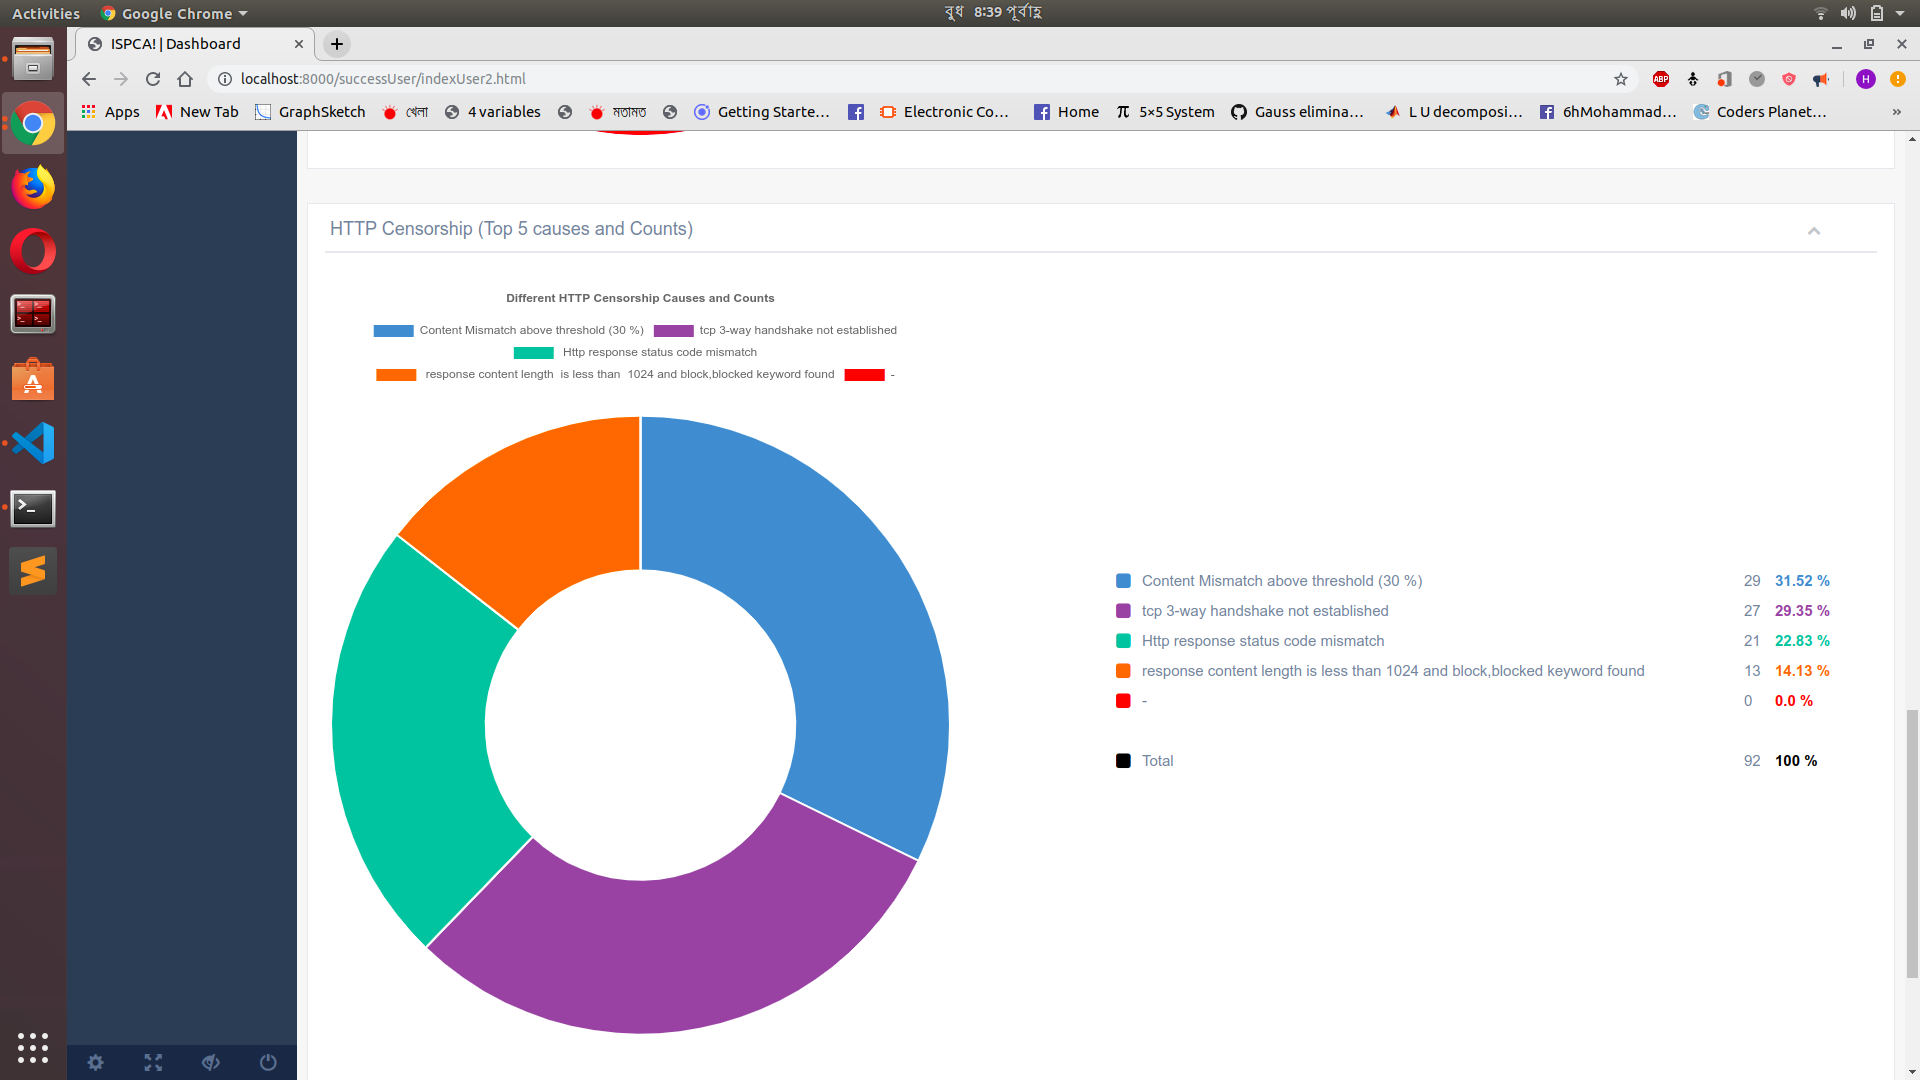 Activities Google Chrome বুধ 8:39 পূর্বাহ্ণ
ISPCA! | Dashboard
localhost:8000/successUser/indexUser2.html ABP H
Apps New Tab GraphSketch খেলা 4 variables মতামত Getting Starte... Electronic Co... Home 5×5 System Gauss elimina... L U decomposi... 6hMohammad... Coders Planet... »
HTTP Censorship (Top 5 causes and Counts)
Different HTTP Censorship Causes and Counts
Content Mismatch above threshold (30 %) tcp 3-way handshake not established
Http response status code mismatch
response content length is less than 1024 and block,blocked keyword found -
Content Mismatch above threshold (30 %) 29 31.52 %
tcp 3-way handshake not established 27 29.35 %
Http response status code mismatch 21 22.83 %
response content length is less than 1024 and block,blocked keyword found 13 14.13 %
- 0 0.0 %
Total 92 100 %